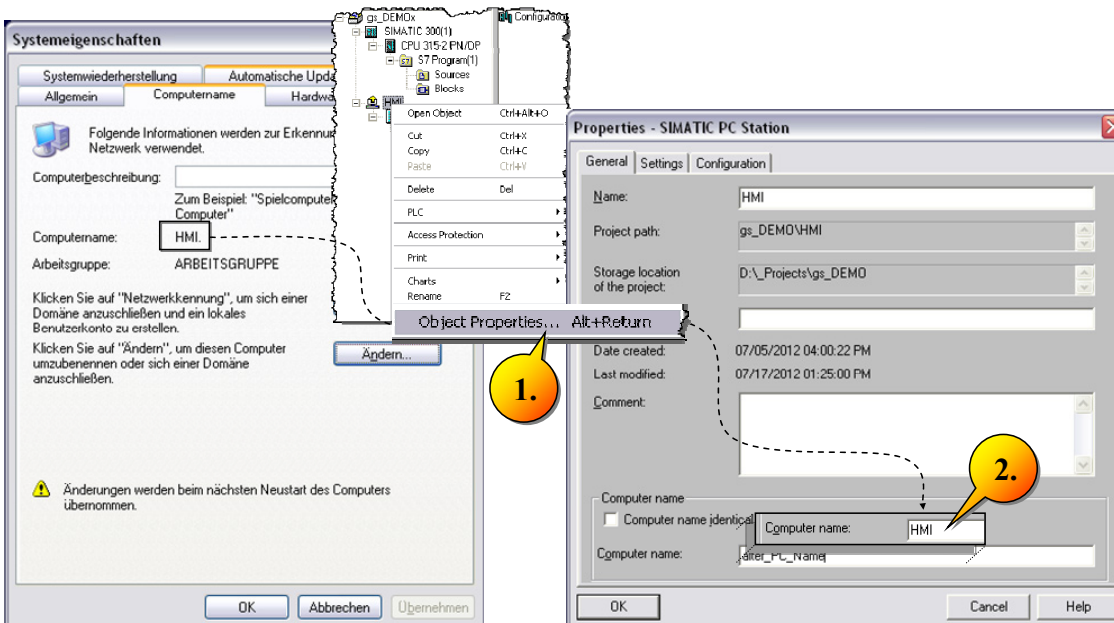 Systemeigenschaften
Systemwiederherstellung
Automatische
Allgemein
Computername
Folgende Informationen werden zur
Netzwerk verwendet.
Computerbeschreibung:
Zum Beispiel: "Spielcomputer
Computer"
Computername:
HMI.
Arbeitsgruppe:
ARBEITSGRUPPE
Klicken Sie auf "Netzwerkkennung", um sich einer
Domäne anzuschließen und ein lokales
Benutzerkonto zu erstellen.
Klicken Sie auf "Ändern", um diesen Computer
umzubenennen oder sich einer Domäne
anzuschließen.
Ändern...
Änderungen werden beim nächsten Neustart des Computers
übernommen.
OK
Abbrechen
Übernehmen
gs_DEMOx
SIMATIC 300(1)
CPU 315-2 PN/DP
S7 Program(1)
Sources
Blocks
HMI
Open Object Ctrl+Alt+O
Cut Ctrl+X
Copy Ctrl+C
Paste Ctrl+V
Delete Del
PLC
Access Protection
Print
Charts
Rename F2
Object Properties... Alt+Return
1.
Properties - SIMATIC PC Station
General
Settings
Configuration
Name:
HMI
Project path:
gs_DEMO\HMI
Storage location
of the project:
D:\_Projects\gs_DEMO
Date created:
07/05/2012 04:00:22 PM
Last modified:
07/17/2012 01:25:00 PM
Comment:
2.
Computer name
Computer name
Computer name:
HMI
Computer name:
alter_PC_Name
OK
Cancel
Help